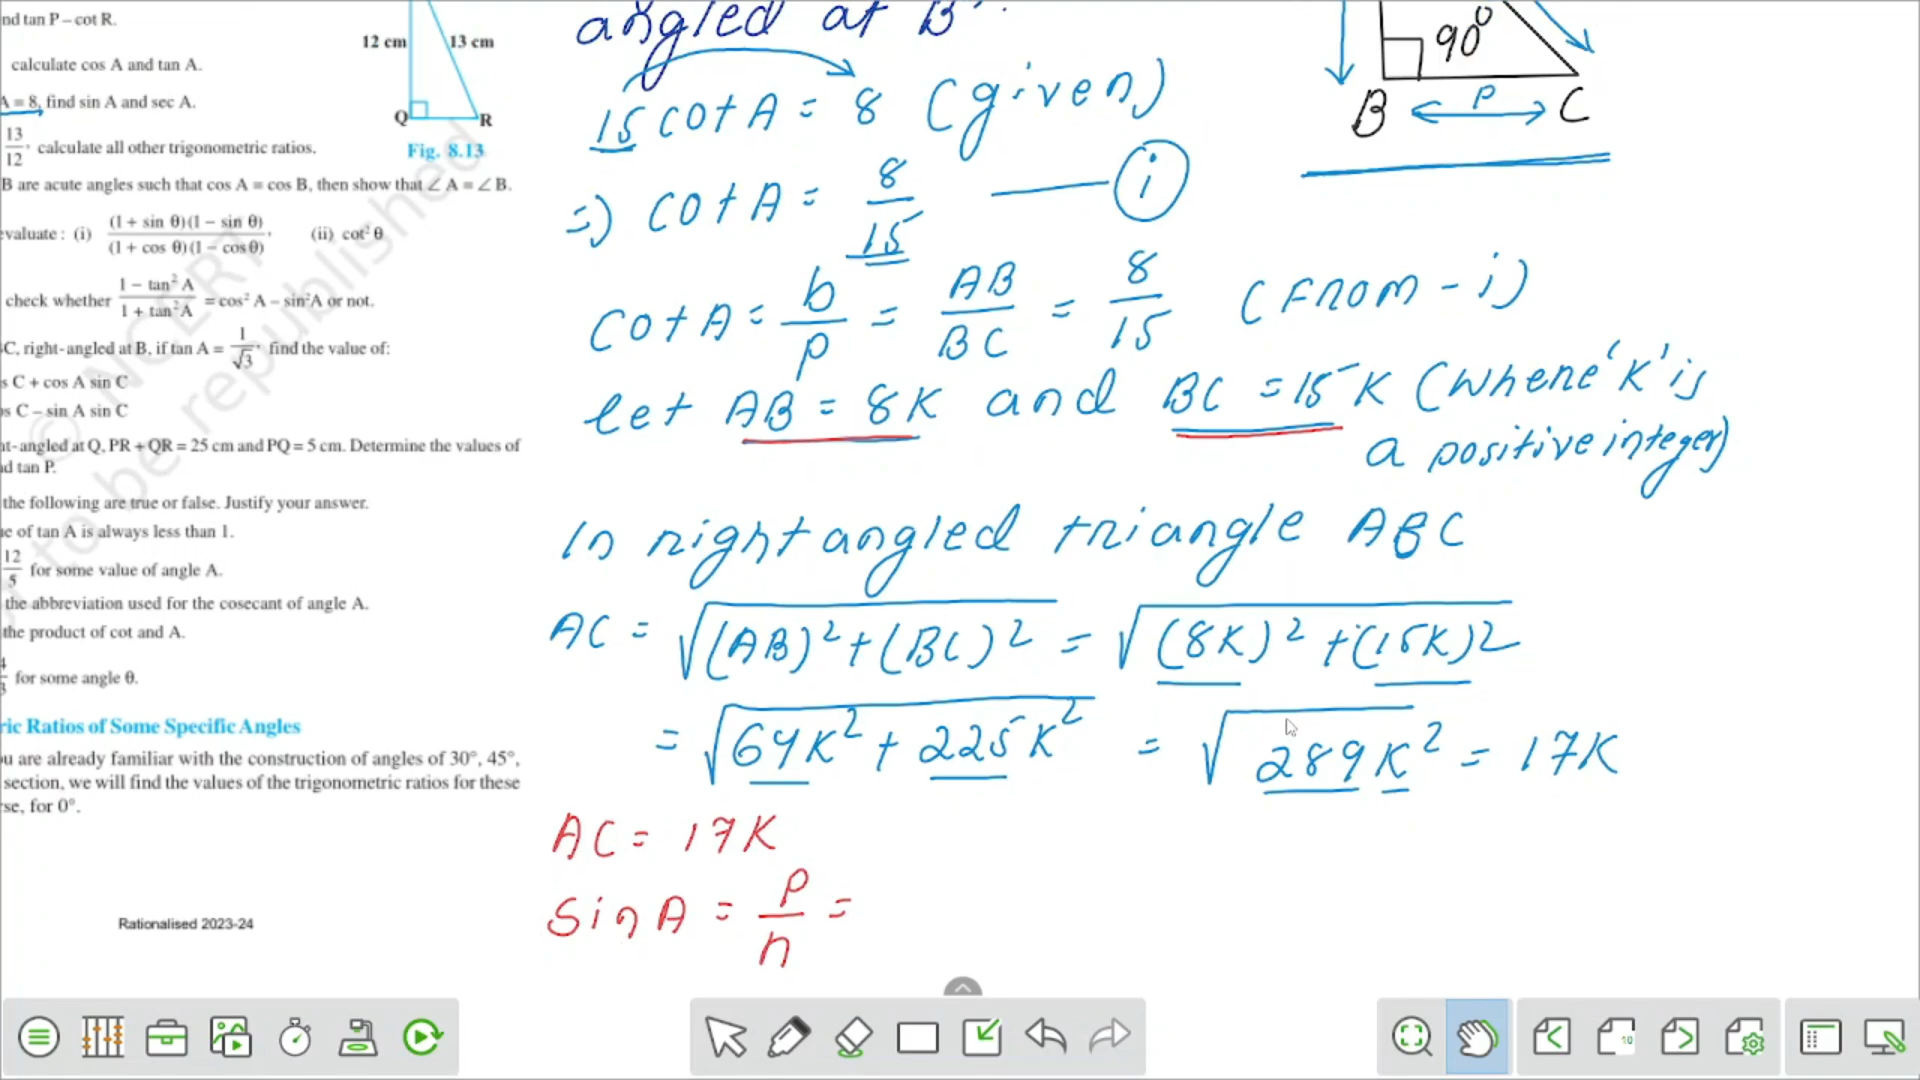 nd tan P – cot R.
calculate cos A and tan A.
A = 8, find sin A and sec A.
13/12, calculate all other trigonometric ratios.
B are acute angles such that cos A = cos B, then show that ∠ A = ∠ B.
evaluate : (i) (1 + sin θ)(1 – sin θ)/(1 + cos θ)(1 – cos θ), (ii) cot² θ
check whether (1 – tan² A)/(1 + tan² A) = cos² A – sin² A or not.
C, right-angled at B, if tan A = 1/√3, find the value of:
s C + cos A sin C
os C – sin A sin C
ht-angled at Q, PR + QR = 25 cm and PQ = 5 cm. Determine the values of
d tan P.
the following are true or false. Justify your answer.
e of tan A is always less than 1.
12/5 for some value of angle A.
the abbreviation used for the cosecant of angle A.
the product of cot and A.
4/3 for some angle θ.
ric Ratios of Some Specific Angles
u are already familiar with the construction of angles of 30°, 45°,
section, we will find the values of the trigonometric ratios for these
se, for 0°.
Rationalised 2023-24
12 cm
13 cm
Q
R
Fig. 8.13
© NCERT
to be republished
angled at B'.
15 cot A = 8 (given)
=) cot A = 8/15 — (i)
cot A = b/p = AB/BC = 8/15 (From - i)
let AB = 8K and BC = 15K (where 'K' is
a positive integer)
In right angled triangle ABC
AC = √(AB)² + (BC)² = √(8K)² + (15K)²
= √64K² + 225K² = √289K² = 17K
AC = 17K
Sin A = p/h =
90°
B
P
C
10